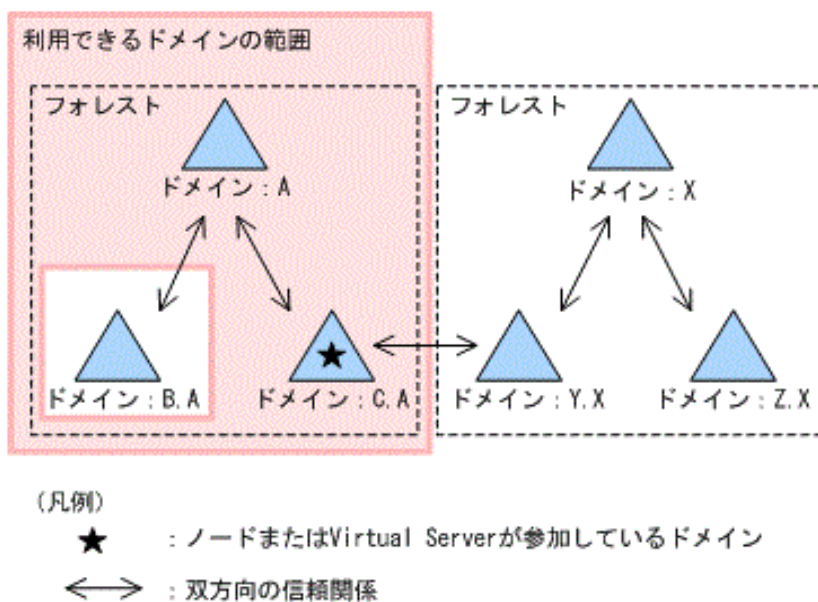 利用できるドメインの範囲
フォレスト
フォレスト
ドメイン：A
ドメイン：X
ドメイン：B.A
ドメイン：C.A
ドメイン：Y.X
ドメイン：Z.X
（凡例）
★ ：ノードまたはVirtual Serverが参加しているドメイン
：双方向の信頼関係